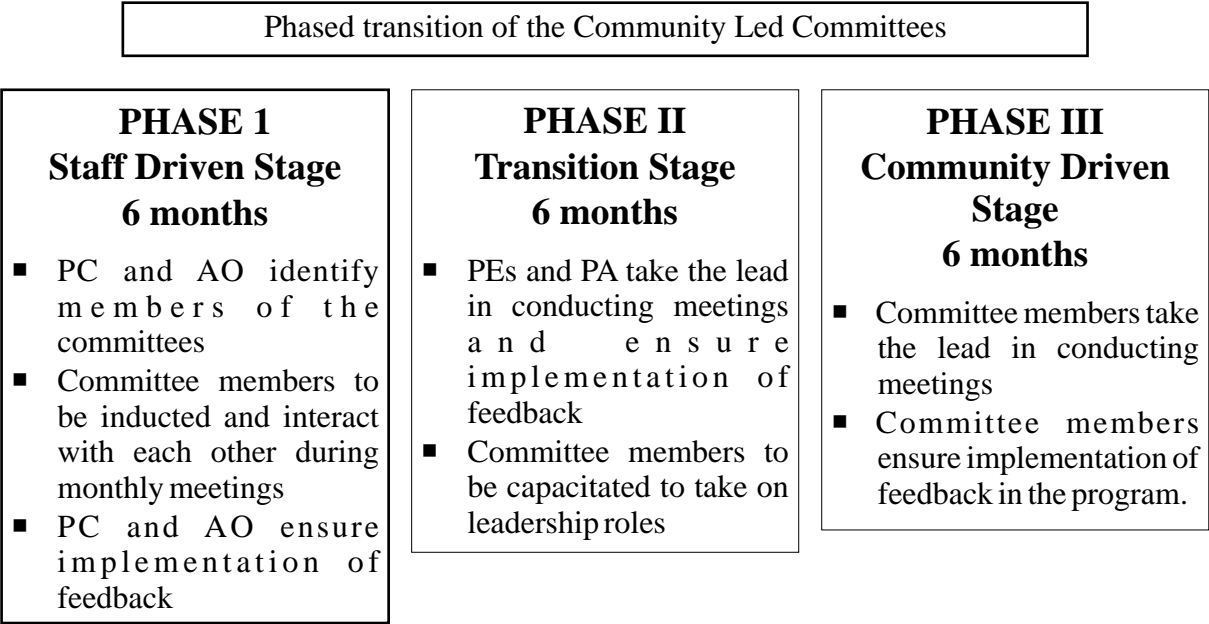 Phased transition of the Community Led Committees
PHASE 1
Staff Driven Stage
6 months
■ PC and AO identify
members of the
committees
■ Committee members to
be inducted and interact
with each other during
monthly meetings
■ PC and AO ensure
implementation of
feedback
PHASE II
Transition Stage
6 months
■ PEs and PA take the lead
in conducting meetings
and ensure
implementation of
feedback
■ Committee members to
be capacitated to take on
leadership roles
PHASE III
Community Driven
Stage
6 months
■ Committee members take
the lead in conducting
meetings
■ Committee members
ensure implementation of
feedback in the program.